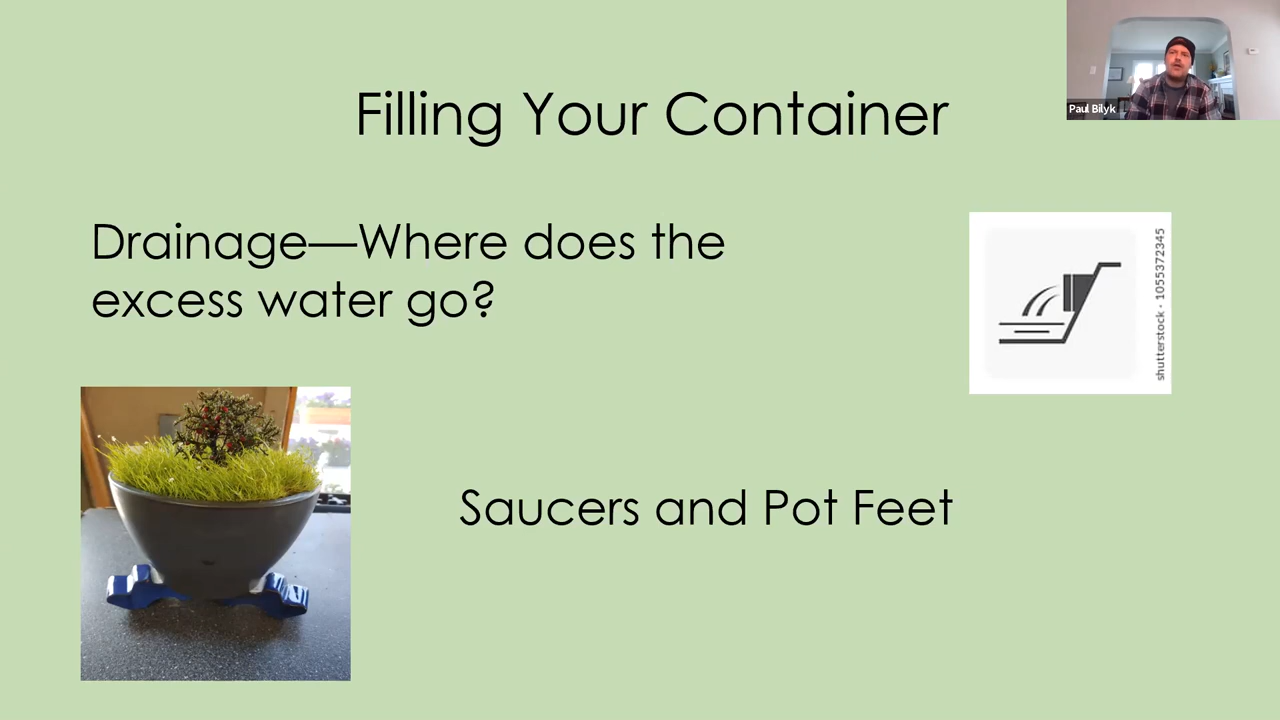 Paul Bilyk
Filling Your Container
Drainage—Where does the
excess water go?
shutterstock · 1055372345
Saucers and Pot Feet